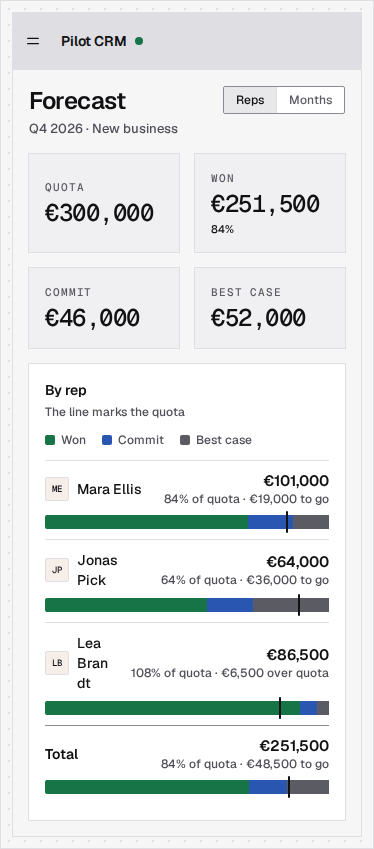 Pilot CRM
Forecast
Reps
Months
Q4 2026 · New business
QUOTA
€300,000
WON
€251,500
84%
COMMIT
€46,000
BEST CASE
€52,000
By rep
The line marks the quota
Won
Commit
Best case
ME
Mara Ellis
€101,000
84% of quota · €19,000 to go
JP
Jonas
Pick
€64,000
64% of quota · €36,000 to go
LB
Lea
Bran
dt
€86,500
108% of quota · €6,500 over quota
Total
€251,500
84% of quota · €48,500 to go